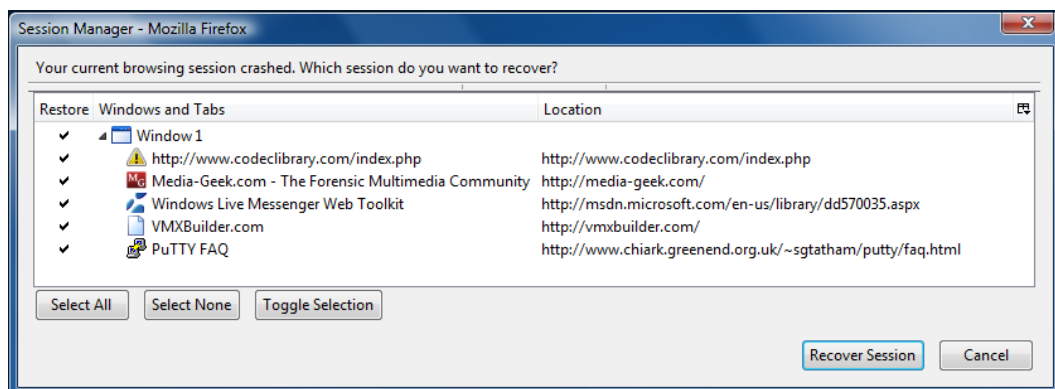 Session Manager - Mozilla Firefox
Your current browsing session crashed. Which session do you want to recover?
Restore Windows and Tabs Location
Window 1
http://www.codeclibrary.com/index.php http://www.codeclibrary.com/index.php
MG Media-Geek.com - The Forensic Multimedia Community http://media-geek.com/
Windows Live Messenger Web Toolkit http://msdn.microsoft.com/en-us/library/dd570035.aspx
VMXBuilder.com http://vmxbuilder.com/
PuTTY FAQ http://www.chiark.greenend.org.uk/~sgtatham/putty/faq.html
Select All Select None Toggle Selection
Recover Session Cancel